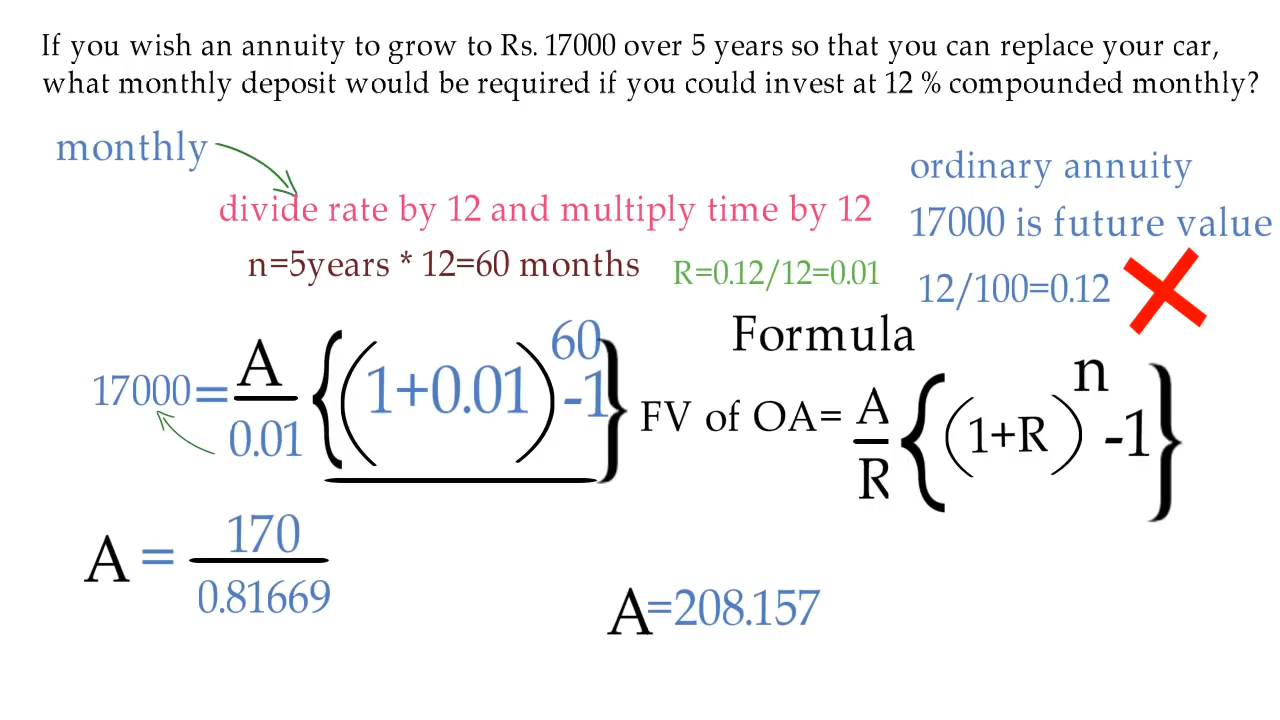 If you wish an annuity to grow to Rs. 17000 over 5 years so that you can replace your car,
what monthly deposit would be required if you could invest at 12 % compounded monthly?
monthly
ordinary annuity
divide rate by 12 and multiply time by 12
17000 is future value
n=5years * 12=60 months
R=0.12/12=0.01
12/100=0.12
Formula
17000=A/0.01{(1+0.01)^60-1}
FV of OA=A/R{(1+R)^n-1}
A=170/0.81669
A=208.157